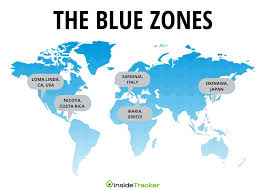 THE BLUE ZONES
LOMA LINDA,
CA, USA
SARDINIA,
ITALY
OKINAWA,
JAPAN
NICOYA,
COSTA RICA
IKARIA,
GREECE
insideTracker